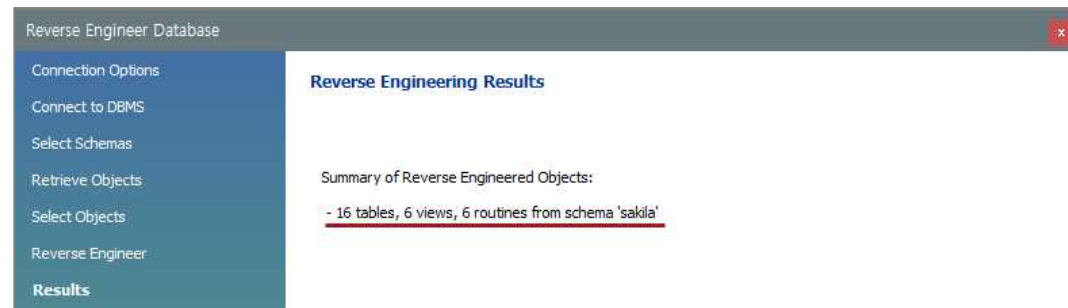 Reverse Engineer Database
x
Connection Options
Connect to DBMS
Select Schemas
Retrieve Objects
Select Objects
Reverse Engineer
Results
Reverse Engineering Results
Summary of Reverse Engineered Objects:
- 16 tables, 6 views, 6 routines from schema 'sakila'